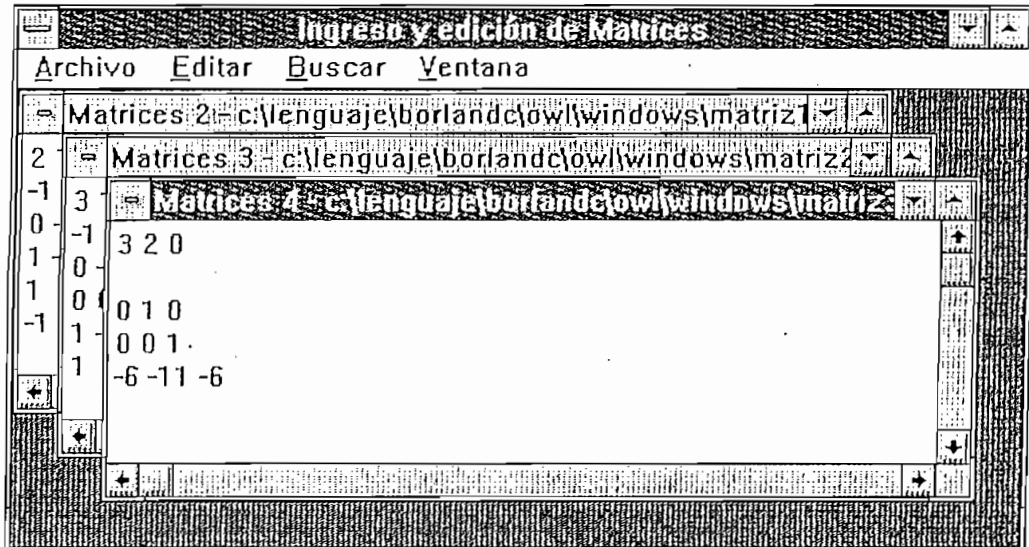 Ingreso y edición de Matrices
Archivo Editar Buscar Ventana
Matrices 2 - c:\lenguaje\borlandc\owl\windows\matriz1
Matrices 3 - c:\lenguaje\borlandc\owl\windows\matriz2
Matrices 4 - c:\lenguaje\borlandc\owl\windows\matriz
2
-1
0
1
1
-1
3
-1
0
0
1
1
3 2 0
0 1 0
0 0 1
-6 -11 -6